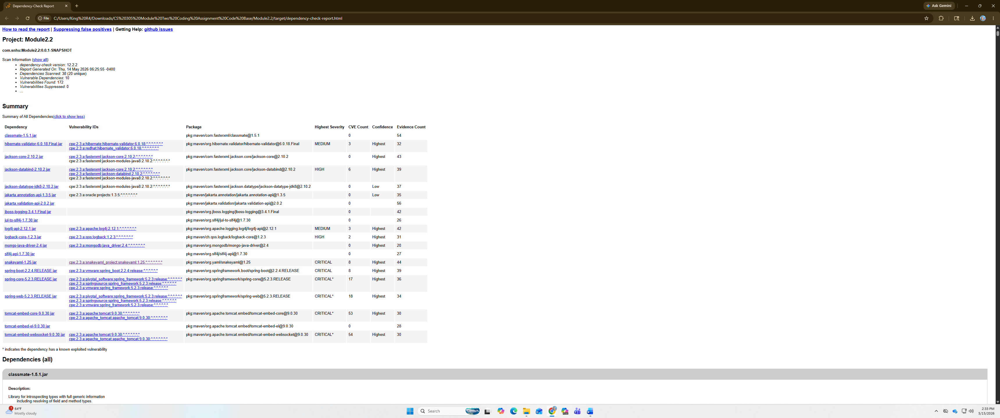 Dependency-Check Report
Ask Gemini
File C:/Users/King%20R4/Downloads/CS%20305%20Module%20Two%20Coding%20Assignment%20Code%20Base/Module2.2/target/dependency-check-report.html
How to read the report | Suppressing false positives | Getting Help: github issues
Project: Module2.2
com.snhu:Module2.2:0.0.1-SNAPSHOT
Scan Information (show all):
• dependency-check version: 12.2.2
• Report Generated On: Thu, 14 May 2026 06:25:55 -0400
• Dependencies Scanned: 38 (20 unique)
• Vulnerable Dependencies: 10
• Vulnerabilities Found: 172
• Vulnerabilities Suppressed: 0
• ...
Summary
Summary of All Dependencies(click to show less)
Dependency Vulnerability IDs Package Highest Severity CVE Count Confidence Evidence Count
classmate-1.5.1.jar pkg:maven/com.fasterxml/classmate@1.5.1 0 54
hibernate-validator-6.0.18.Final.jar cpe:2.3:a:hibernate:hibernate-validator:6.0.18:*:*:*:*:*:*:* pkg:maven/org.hibernate.validator/hibernate-validator@6.0.18.Final MEDIUM 3 Highest 32
cpe:2.3:a:redhat:hibernate_validator:6.0.18:*:*:*:*:*:*:*
jackson-core-2.10.2.jar cpe:2.3:a:fasterxml:jackson-core:2.10.2:*:*:*:*:*:*:* pkg:maven/com.fasterxml.jackson.core/jackson-core@2.10.2 0 Highest 43
cpe:2.3:a:fasterxml:jackson-modules-java8:2.10.2:*:*:*:*:*:*:*
jackson-databind-2.10.2.jar cpe:2.3:a:fasterxml:jackson-core:2.10.2:*:*:*:*:*:*:* pkg:maven/com.fasterxml.jackson.core/jackson-databind@2.10.2 HIGH 6 Highest 39
cpe:2.3:a:fasterxml:jackson-databind:2.10.2:*:*:*:*:*:*:*
cpe:2.3:a:fasterxml:jackson-modules-java8:2.10.2:*:*:*:*:*:*:*
jackson-datatype-jdk8-2.10.2.jar cpe:2.3:a:fasterxml:jackson-modules-java8:2.10.2:*:*:*:*:*:*:* pkg:maven/com.fasterxml.jackson.datatype/jackson-datatype-jdk8@2.10.2 0 Low 37
jakarta.annotation-api-1.3.5.jar cpe:2.3:a:oracle:projects:1.3.5:*:*:*:*:*:*:* pkg:maven/jakarta.annotation/jakarta.annotation-api@1.3.5 0 Low 35
jakarta.validation-api-2.0.2.jar pkg:maven/jakarta.validation/jakarta.validation-api@2.0.2 0 56
jboss-logging-3.4.1.Final.jar pkg:maven/org.jboss.logging/jboss-logging@3.4.1.Final 0 42
jul-to-slf4j-1.7.30.jar pkg:maven/org.slf4j/jul-to-slf4j@1.7.30 0 26
log4j-api-2.12.1.jar cpe:2.3:a:apache:log4j:2.12.1:*:*:*:*:*:*:* pkg:maven/org.apache.logging.log4j/log4j-api@2.12.1 MEDIUM 3 Highest 42
logback-core-1.2.3.jar cpe:2.3:a:qos:logback:1.2.3:*:*:*:*:*:*:* pkg:maven/ch.qos.logback/logback-core@1.2.3 HIGH 2 Highest 31
mongo-java-driver-2.4.jar cpe:2.3:a:mongodb:java_driver:2.4:*:*:*:*:*:*:* pkg:maven/org.mongodb/mongo-java-driver@2.4 0 Highest 20
slf4j-api-1.7.30.jar pkg:maven/org.slf4j/slf4j-api@1.7.30 0 27
snakeyaml-1.25.jar cpe:2.3:a:snakeyaml_project:snakeyaml:1.25:*:*:*:*:*:*:* pkg:maven/org.yaml/snakeyaml@1.25 CRITICAL 8 Highest 44
spring-boot-2.2.4.RELEASE.jar cpe:2.3:a:vmware:spring_boot:2.2.4:release:*:*:*:*:*:* pkg:maven/org.springframework.boot/spring-boot@2.2.4.RELEASE CRITICAL 8 Highest 39
spring-core-5.2.3.RELEASE.jar cpe:2.3:a:pivotal_software:spring_framework:5.2.3:release:*:*:*:*:*:* pkg:maven/org.springframework/spring-core@5.2.3.RELEASE CRITICAL* 17 Highest 36
cpe:2.3:a:springsource:spring_framework:5.2.3:release:*:*:*:*:*:*
cpe:2.3:a:vmware:spring_framework:5.2.3:release:*:*:*:*:*:*
spring-web-5.2.3.RELEASE.jar cpe:2.3:a:pivotal_software:spring_framework:5.2.3:release:*:*:*:*:*:* pkg:maven/org.springframework/spring-web@5.2.3.RELEASE CRITICAL* 18 Highest 34
cpe:2.3:a:springsource:spring_framework:5.2.3:release:*:*:*:*:*:*
cpe:2.3:a:vmware:spring_framework:5.2.3:release:*:*:*:*:*:*
tomcat-embed-core-9.0.30.jar cpe:2.3:a:apache:tomcat:9.0.30:*:*:*:*:*:*:* pkg:maven/org.apache.tomcat.embed/tomcat-embed-core@9.0.30 CRITICAL* 53 Highest 30
cpe:2.3:a:apache_tomcat:apache_tomcat:9.0.30:*:*:*:*:*:*:*
tomcat-embed-el-9.0.30.jar pkg:maven/org.apache.tomcat.embed/tomcat-embed-el@9.0.30 0 28
tomcat-embed-websocket-9.0.30.jar cpe:2.3:a:apache:tomcat:9.0.30:*:*:*:*:*:*:* pkg:maven/org.apache.tomcat.embed/tomcat-embed-websocket@9.0.30 CRITICAL* 54 Highest 30
cpe:2.3:a:apache_tomcat:apache_tomcat:9.0.30:*:*:*:*:*:*:*
* indicates the dependency has a known exploited vulnerability
Dependencies (all)
classmate-1.5.1.jar
Description:
Library for introspecting types with full generic information
including resolving of field and method types.
1
64°F
Mostly cloudy
Search
2:33 PM
5/15/2026